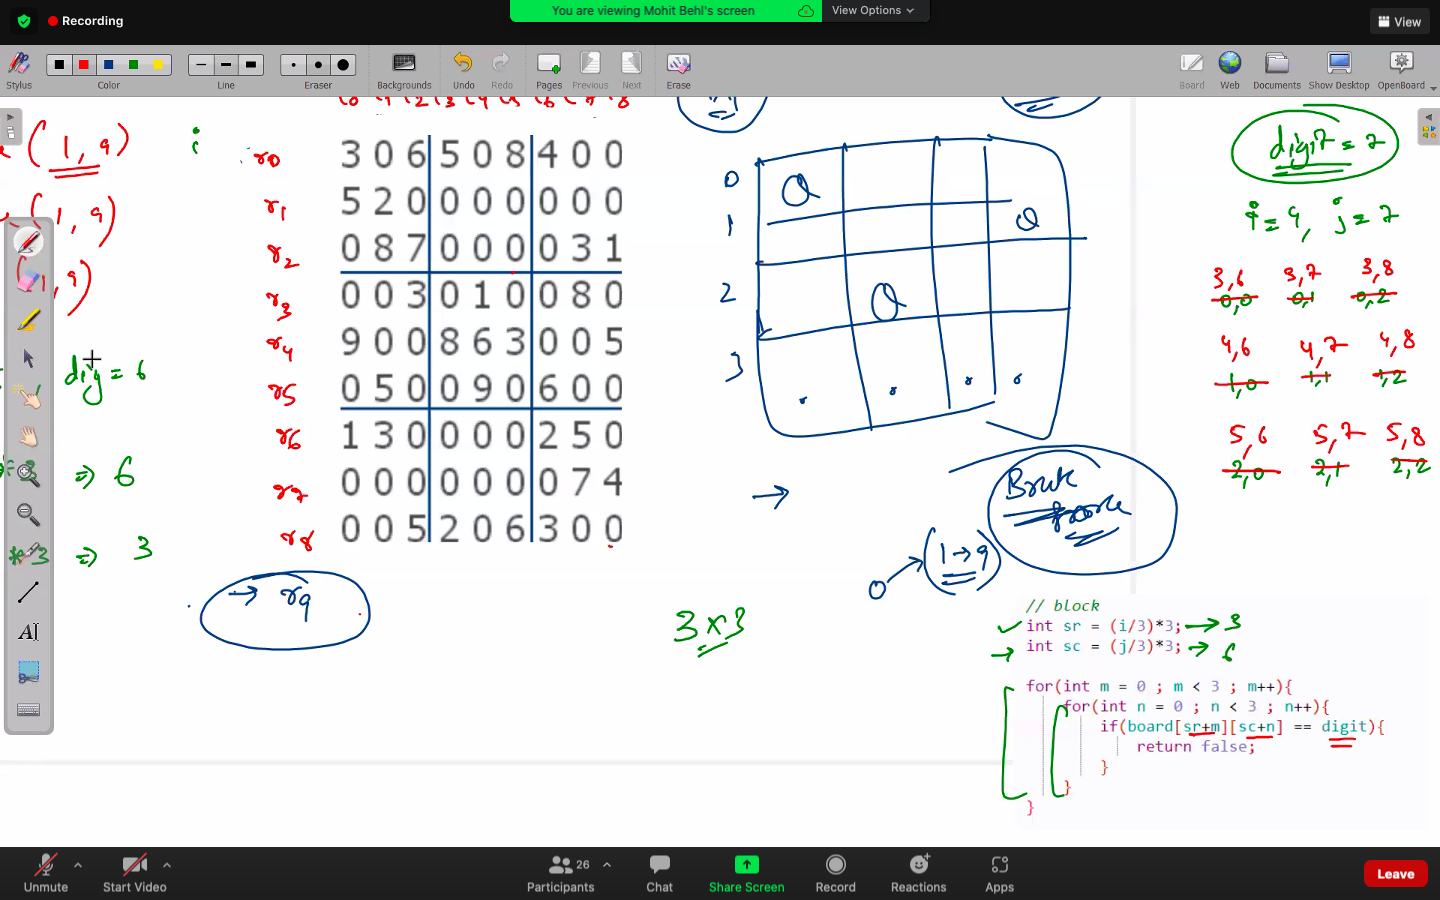 Recording
You are viewing Mohit Behl's screen
View Options
View
Stylus
Color
Line
Eraser
Backgrounds
Undo
Redo
Pages
Previous
Next
Erase
Board
Web
Documents
Show Desktop
OpenBoard
(1, 9)
(1, 9)
, 9)
i
dig = 6
=> 6
*3 => 3
r0 3 0 6 5 0 8 4 0 0
r1 5 2 0 0 0 0 0 0 0
r2 0 8 7 0 0 0 0 3 1
r3 0 0 3 0 1 0 0 8 0
r4 9 0 0 8 6 3 0 0 5
r5 0 5 0 0 9 0 6 0 0
r6 1 3 0 0 0 0 2 5 0
r7 0 0 0 0 0 0 0 7 4
r8 0 0 5 2 0 6 3 0 0
→ r9
0 Q
1 Q
2 Q
3
→
Brute
force
0 → (1→9)
3 x 3
digit = 7
i = 4, j = 7
3,6 3,7 3,8
0,0 0,1 0,2
4,6 4,7 4,8
1,0 1,1 1,2
5,6 5,7 5,8
2,0 2,1 2,2
// block
int sr = (i/3)*3; → 3
→ int sc = (j/3)*3; → 6
for(int m = 0 ; m < 3 ; m++){
for(int n = 0 ; n < 3 ; n++){
if(board[sr+m][sc+n] == digit){
return false;
}
}
}
Unmute
Start Video
26
Participants
Chat
Share Screen
Record
Reactions
Apps
Leave